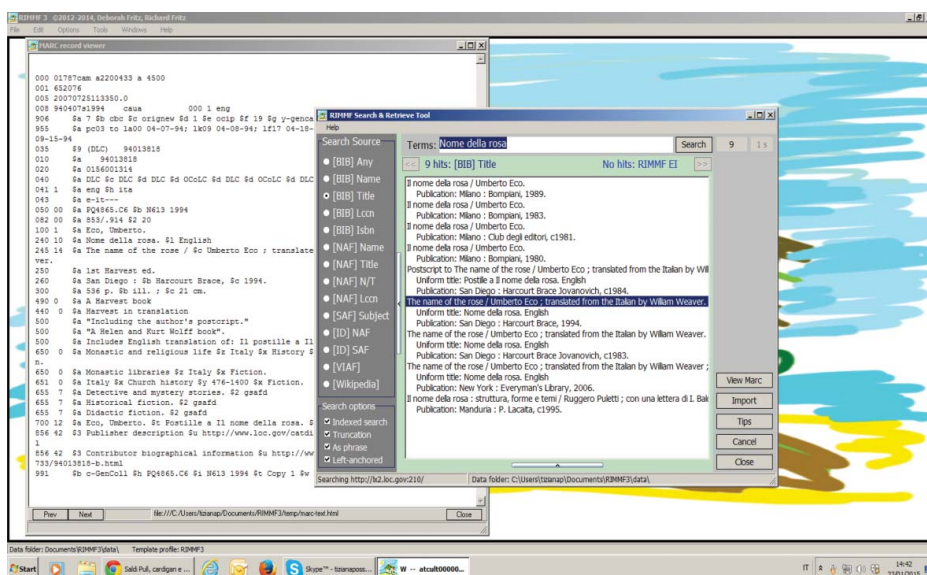 RIMMF 3 ©2012-2014, Deborah Fritz, Richard Fritz
File Edit Options Tools Windows Help
MARC record viewer
000 01787cam a2200433 a 4500
001 652076
005 20070725113350.0
008 940407s1994 caua 000 1 eng
906 $a 7 $b cbc $c orignew $d 1 $e ocip $f 19 $g y-genca
955 $a pc03 to la00 04-07-94; lk09 04-08-94; lf17 04-18-
09-15-94
035 $9 (DLC) 94013818
010 $a 94013818
020 $a 0156001314
040 $a DLC $c DLC $d DLC $d OCoLC $d DLC $d OCoLC $d DLC
041 1 $a eng $h ita
043 $a e-it---
050 00 $a PQ4865.C6 $b N613 1994
082 00 $a 853/.914 $2 20
100 1 $a Eco, Umberto.
240 10 $a Nome della rosa. $l English
245 14 $a The name of the rose / $c Umberto Eco ; translate
ver.
250 $a 1st Harvest ed.
260 $a San Diego : $b Harcourt Brace, $c 1994.
300 $a 536 p. $b ill. ; $c 21 cm.
490 0 $a A Harvest book
440 0 $a Harvest in translation
500 $a "Including the author's postcript."
500 $a "A Helen and Kurt Wolff book".
500 $a Includes English translation of: Il postille a Il
650 0 $a Monastic and religious life $z Italy $x History $
n.
650 0 $a Monastic libraries $z Italy $x Fiction.
651 0 $a Italy $x Church history $y 476-1400 $x Fiction.
655 7 $a Detective and mystery stories. $2 gsafd
655 7 $a Historical fiction. $2 gsafd
655 7 $a Didactic fiction. $2 gsafd
700 12 $a Eco, Umberto. $t Postille a Il nome della rosa. $
856 42 $3 Publisher description $u http://www.loc.gov/catdi
1
856 42 $3 Contributor biographical information $u http://ww
733/94013818-b.html
991 $b c-GenColl $h PQ4865.C6 $i N613 1994 $t Copy 1 $w
Prev Next file:///C:/Users/tizianap/Documents/RIMMF3/temp/marc-text.html Close
RIMMF Search & Retrieve Tool
Help
Search Source
[BIB] Any
[BIB] Name
[BIB] Title
[BIB] Lccn
[BIB] Isbn
[NAF] Name
[NAF] Title
[NAF] N/T
[NAF] Lccn
[SAF] Subject
[ID] NAF
[ID] SAF
[VIAF]
[Wikipedia]
Search options
Indexed search
Truncation
As phrase
Left-anchored
Terms: Nome della rosa Search 9 1 s
<< 9 hits: [BIB] Title No hits: RIMMF EI >>
Il nome della rosa / Umberto Eco.
Publication: Milano : Bompiani, 1989.
Il nome della rosa / Umberto Eco.
Publication: Milano : Bompiani, 1983.
Il nome della rosa / Umberto Eco.
Publication: Milano : Club degli editori, c1981.
Il nome della rosa / Umberto Eco.
Publication: Milano : Bompiani, 1980.
Postscript to The name of the rose / Umberto Eco ; translated from the Italan by Wil
Uniform title: Postille a Il nome della rosa. English
Publication: San Diego : Harcourt Brace Jovanovich, c1984.
The name of the rose / Umberto Eco ; translated from the Italan by William Weaver.
Uniform title: Nome della rosa. English
Publication: San Diego : Harcourt Brace, 1994.
The name of the rose / Umberto Eco ; translated from the Italan by William Weaver.
Uniform title: Nome della rosa. English
Publication: San Diego : Harcourt Brace Jovanovich, c1983.
The name of the rose / Umberto Eco ; translated from the Italan by William Weaver ;
Uniform title: Nome della rosa. English
Publication: New York : Everyman's Library, 2006.
Il nome della rosa : struttura, forme e temi / Ruggero Puletti ; con una lettera di I. Bal
Publication: Manduria : P. Lacaita, c1995.
View Marc
Import
Tips
Cancel
Close
Searching http://lx2.loc.gov:210/ Data folder: C:\Users\tizianap\Documents\RIMMF3\data\
Data folder: Documents\RIMMF3\data\ Template profile: RIMMF3
Start Saldi Pull, cardigan e ... Skype™ - tizianaposs... W -- atcult00000... IT 14:42
22/01/2015